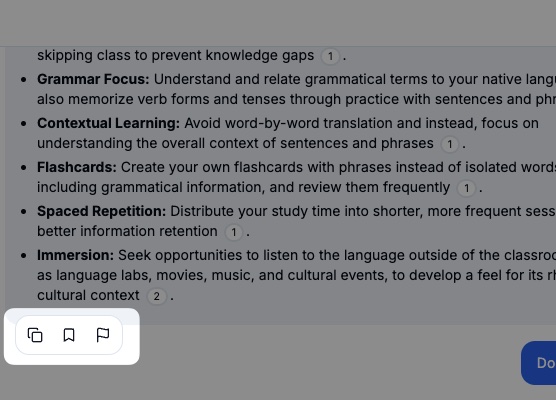 skipping class to prevent knowledge gaps 1 .
• Grammar Focus: Understand and relate grammatical terms to your native
also memorize verb forms and tenses through practice with sentences and
• Contextual Learning: Avoid word-by-word translation and instead, focus on
understanding the overall context of sentences and phrases 1 .
• Flashcards: Create your own flashcards with phrases instead of isolated words
including grammatical information, and review them frequently 1 .
• Spaced Repetition: Distribute your study time into shorter, more frequent
better information retention 1 .
• Immersion: Seek opportunities to listen to the language outside of the
as language labs, movies, music, and cultural events, to develop a feel for its
cultural context 2 .
Do